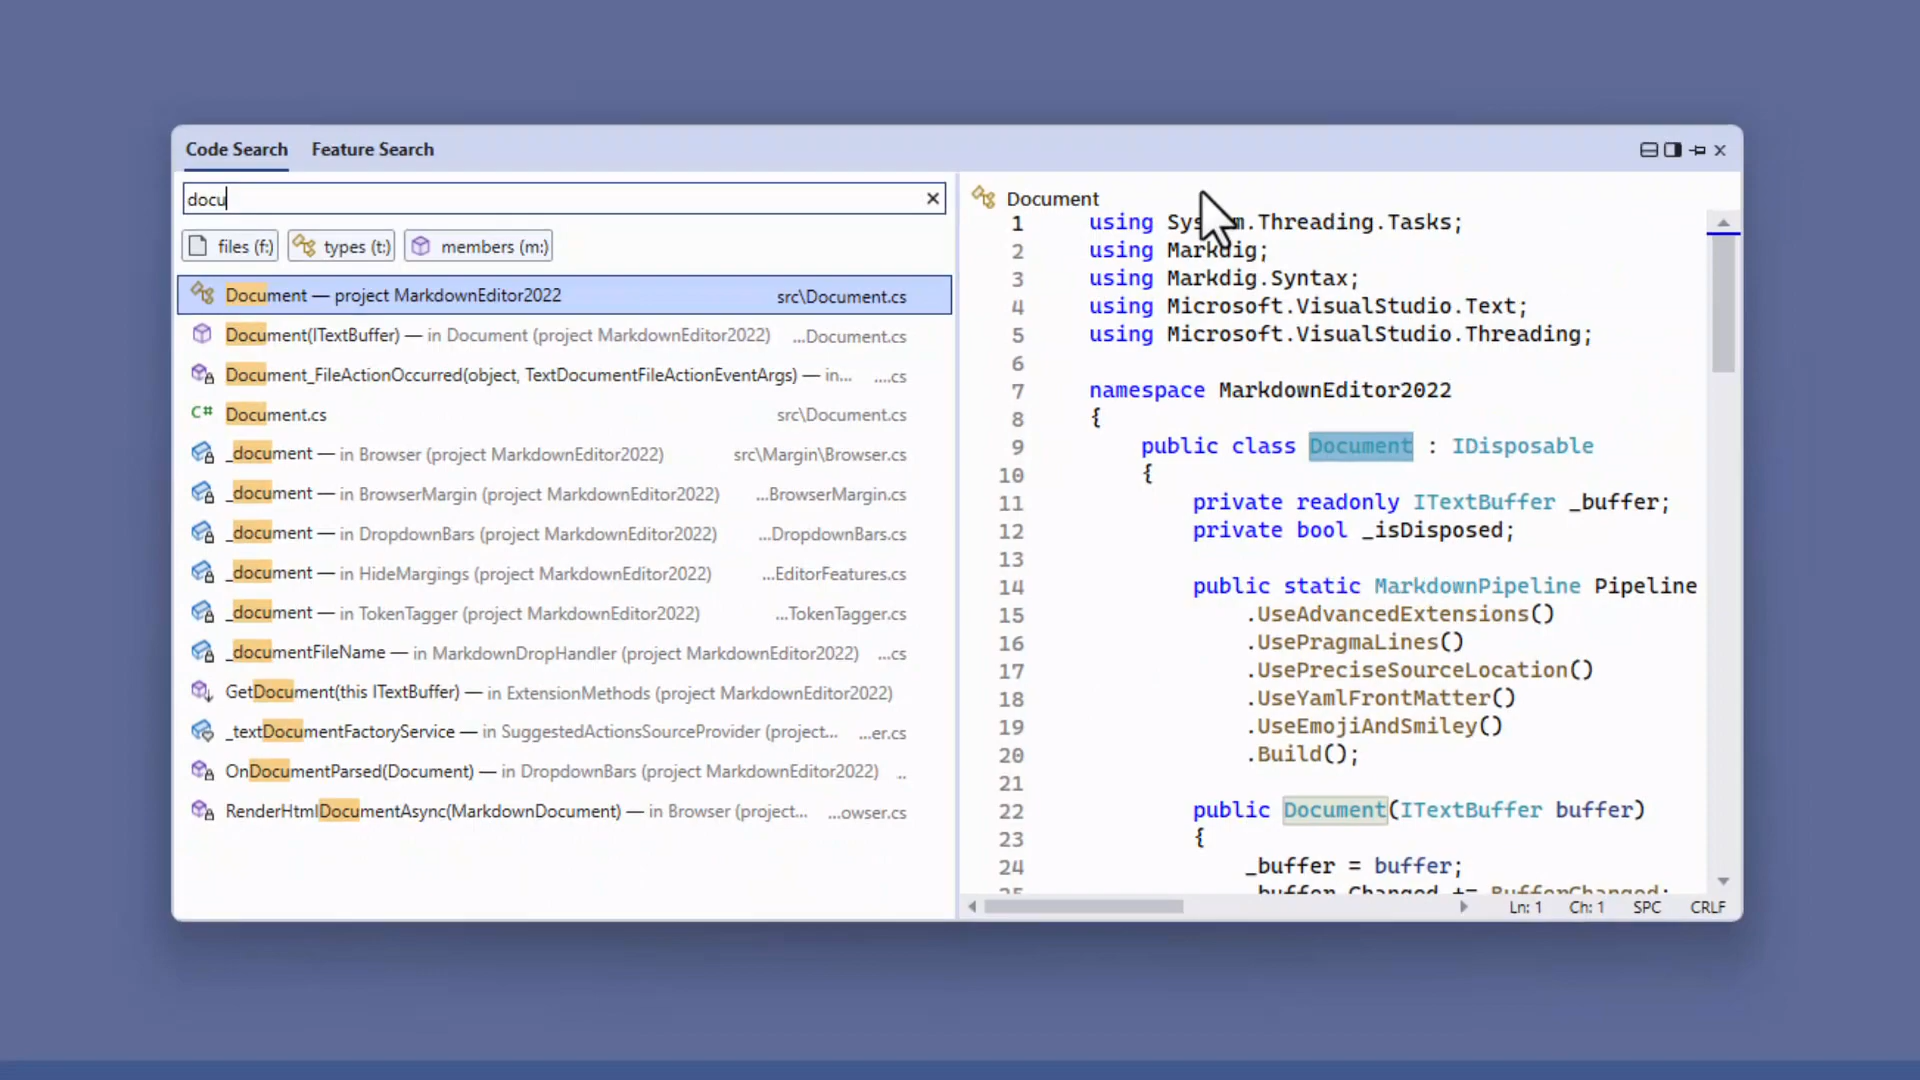 Code Search Feature Search
docu
files (f:) types (t:) members (m:)
Document — project MarkdownEditor2022 src\Document.cs
Document(ITextBuffer) — in Document (project MarkdownEditor2022) ...Document.cs
Document_FileActionOccurred(object, TextDocumentFileActionEventArgs) — in... ....cs
C# Document.cs src\Document.cs
_document — in Browser (project MarkdownEditor2022) src\Margin\Browser.cs
_document — in BrowserMargin (project MarkdownEditor2022) ...BrowserMargin.cs
_document — in DropdownBars (project MarkdownEditor2022) ...DropdownBars.cs
_document — in HideMargings (project MarkdownEditor2022) ...EditorFeatures.cs
_document — in TokenTagger (project MarkdownEditor2022) ...TokenTagger.cs
_documentFileName — in MarkdownDropHandler (project MarkdownEditor2022) ...cs
GetDocument(this ITextBuffer) — in ExtensionMethods (project MarkdownEditor2022)
_textDocumentFactoryService — in SuggestedActionsSourceProvider (project... ...er.cs
OnDocumentParsed(Document) — in DropdownBars (project MarkdownEditor2022) ..
RenderHtmlDocumentAsync(MarkdownDocument) — in Browser (project... ...owser.cs
Document
1 using System.Threading.Tasks;
2 using Markdig;
3 using Markdig.Syntax;
4 using Microsoft.VisualStudio.Text;
5 using Microsoft.VisualStudio.Threading;
6
7 namespace MarkdownEditor2022
8 {
9 public class Document : IDisposable
10 {
11 private readonly ITextBuffer _buffer;
12 private bool _isDisposed;
13
14 public static MarkdownPipeline Pipeline
15 .UseAdvancedExtensions()
16 .UsePragmaLines()
17 .UsePreciseSourceLocation()
18 .UseYamlFrontMatter()
19 .UseEmojiAndSmiley()
20 .Build();
21
22 public Document(ITextBuffer buffer)
23 {
24 _buffer = buffer;
25 _buffer.Changed += BufferChanged;
Ln: 1 Ch: 1 SPC CRLF